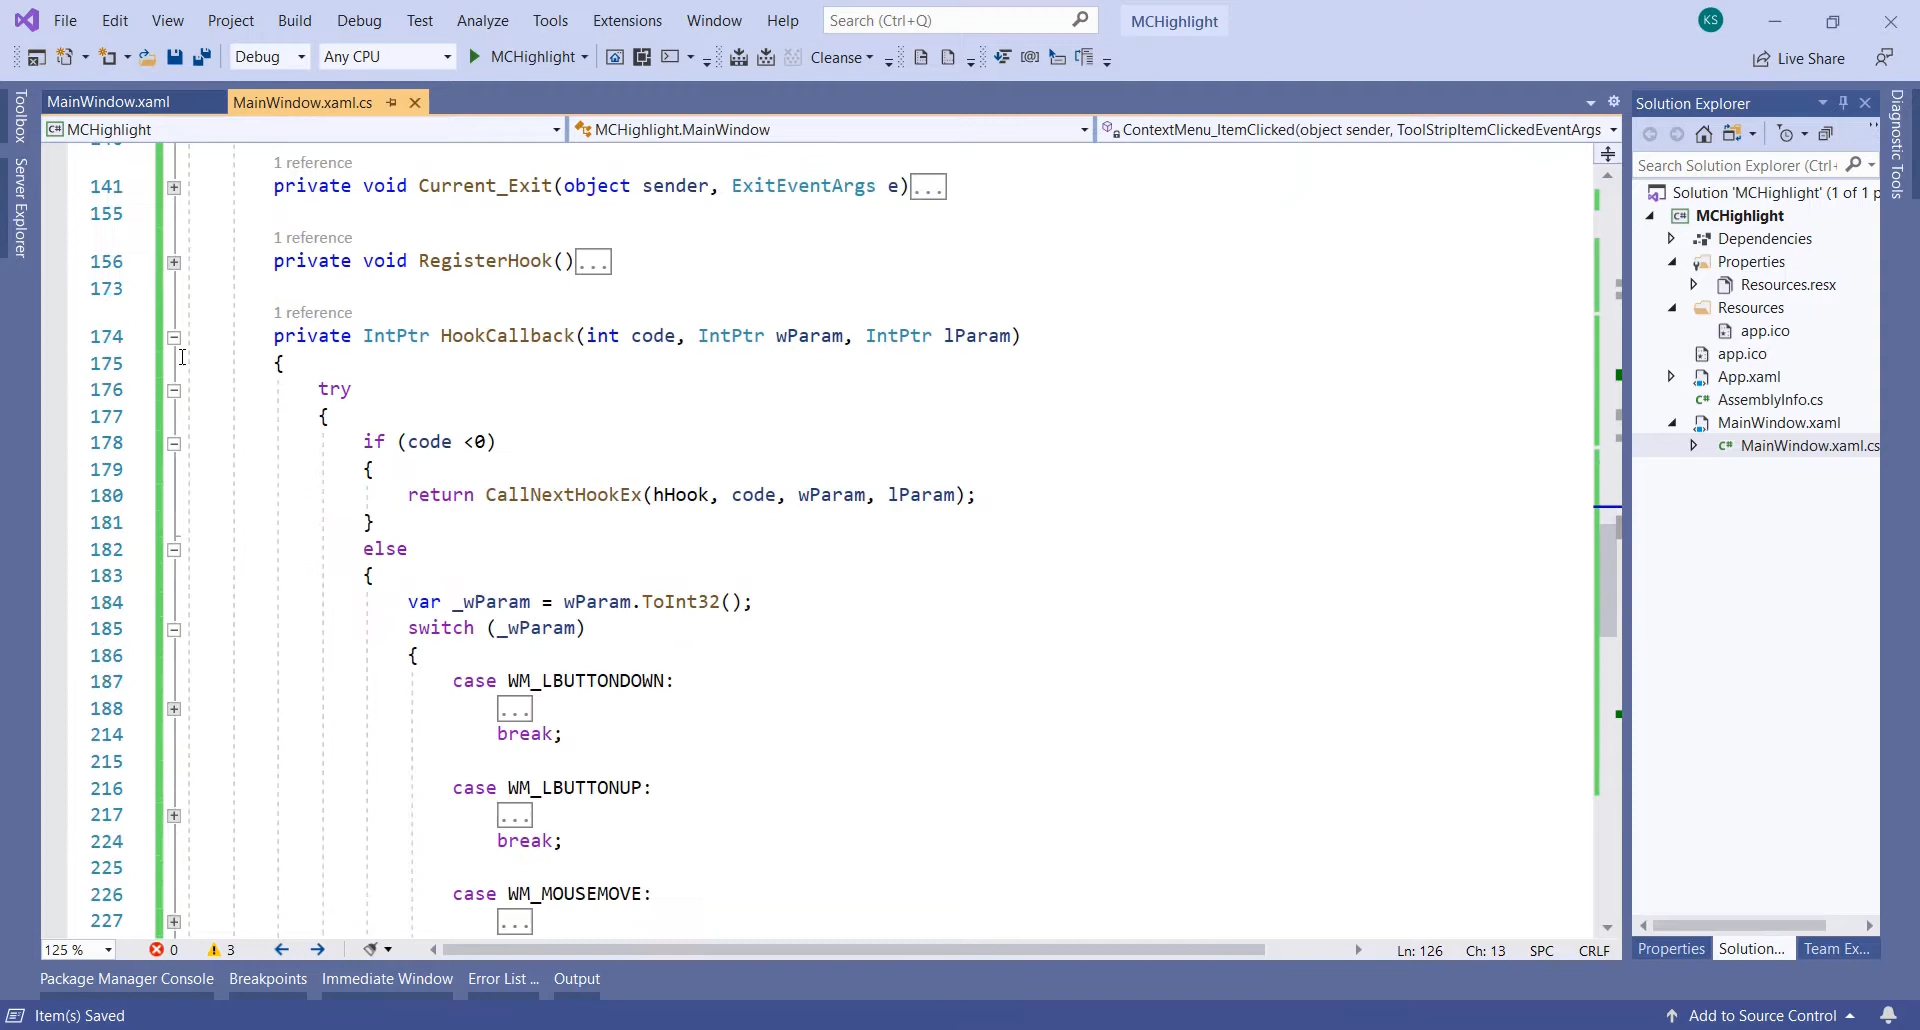 File Edit View Project Build Debug Test Analyze Tools Extensions Window Help Search (Ctrl+Q) MCHighlight KS
Debug Any CPU MCHighlight Cleanse Live Share
Toolbox
Server Explorer
MainWindow.xaml MainWindow.xaml.cs
MCHighlight MCHighlight.MainWindow ContextMenu_ItemClicked(object sender, ToolStripItemClickedEventArgs
1 reference
141 private void Current_Exit(object sender, ExitEventArgs e)...
155
1 reference
156 private void RegisterHook()...
173
1 reference
174 private IntPtr HookCallback(int code, IntPtr wParam, IntPtr lParam)
175 {
176 try
177 {
178 if (code <0)
179 {
180 return CallNextHookEx(hHook, code, wParam, lParam);
181 }
182 else
183 {
184 var _wParam = wParam.ToInt32();
185 switch (_wParam)
186 {
187 case WM_LBUTTONDOWN:
188 ...
214 break;
215
216 case WM_LBUTTONUP:
217 ...
224 break;
225
226 case WM_MOUSEMOVE:
227 ...
125 % 0 3 Ln: 126 Ch: 13 SPC CRLF
Package Manager Console Breakpoints Immediate Window Error List ... Output
Item(s) Saved Add to Source Control
Solution Explorer
Search Solution Explorer (Ctrl+
Solution 'MCHighlight' (1 of 1 p
C# MCHighlight
Dependencies
Properties
Resources.resx
Resources
app.ico
app.ico
App.xaml
C# AssemblyInfo.cs
MainWindow.xaml
C# MainWindow.xaml.cs
Properties Solution... Team Ex...
Diagnostic Tools